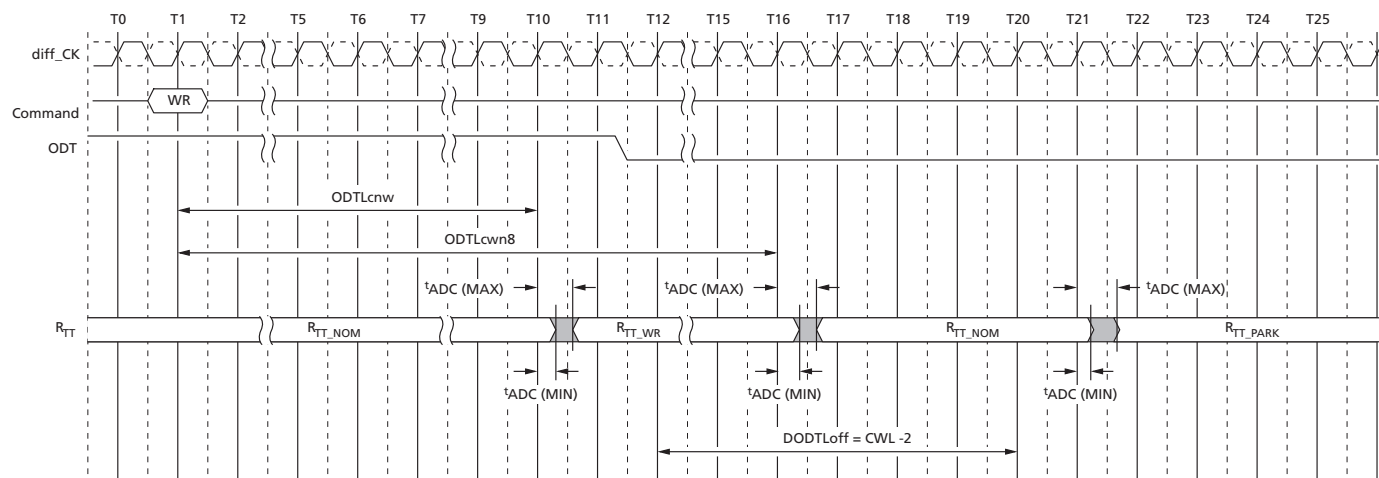 T0 T1 T2 T5 T6 T7 T9 T10 T11 T12 T15 T16 T17 T18 T19 T20 T21 T22 T23 T24 T25
diff_CK
WR
Command
ODT
ODTLcnw
ODTLcwn8
tADC (MAX) tADC (MAX) tADC (MAX)
RTT RTT_NOM RTT_WR RTT_NOM RTT_PARK
tADC (MIN) tADC (MIN) tADC (MIN)
DODTLoff = CWL -2